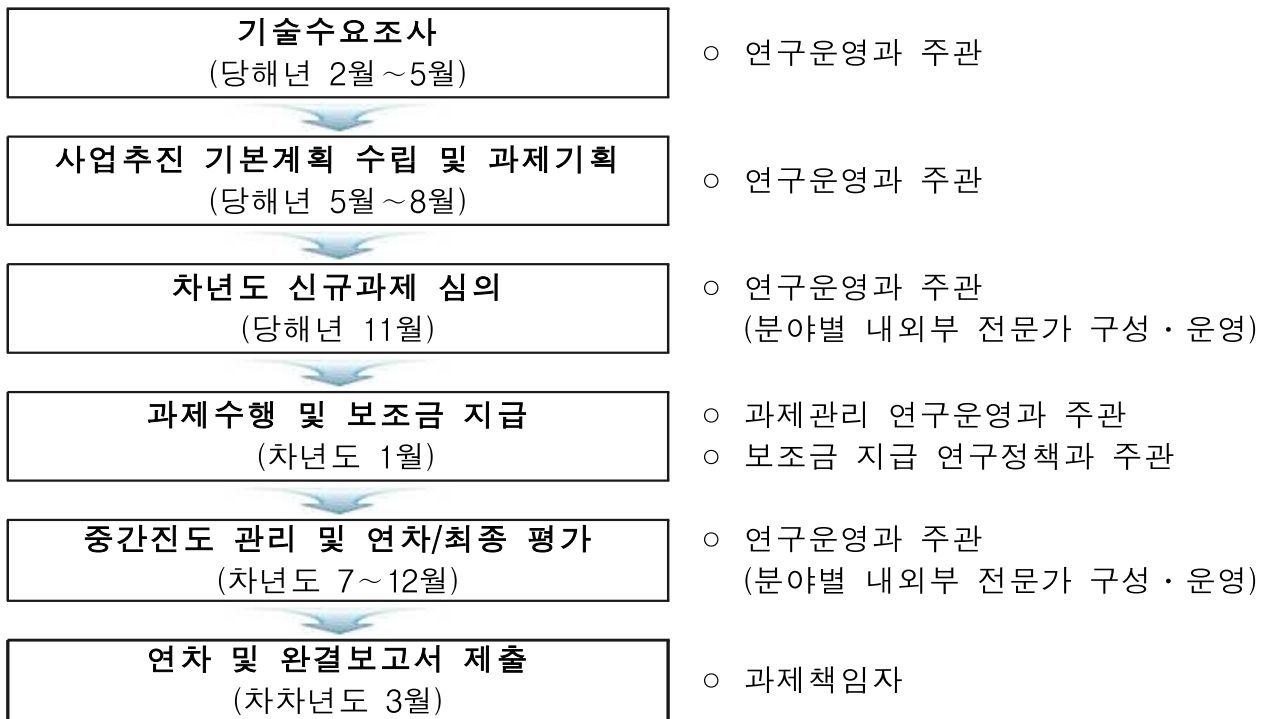 기술수요조사
(당해년 2월～5월)
○ 연구운영과 주관
사업추진 기본계획 수립 및 과제기획
(당해년 5월～8월)
○ 연구운영과 주관
차년도 신규과제 심의
(당해년 11월)
○ 연구운영과 주관
(분야별 내외부 전문가 구성・운영)
과제수행 및 보조금 지급
(차년도 1월)
○ 과제관리 연구운영과 주관
○ 보조금 지급 연구정책과 주관
중간진도 관리 및 연차/최종 평가
(차년도 7～12월)
○ 연구운영과 주관
(분야별 내외부 전문가 구성・운영)
연차 및 완결보고서 제출
(차차년도 3월)
○ 과제책임자